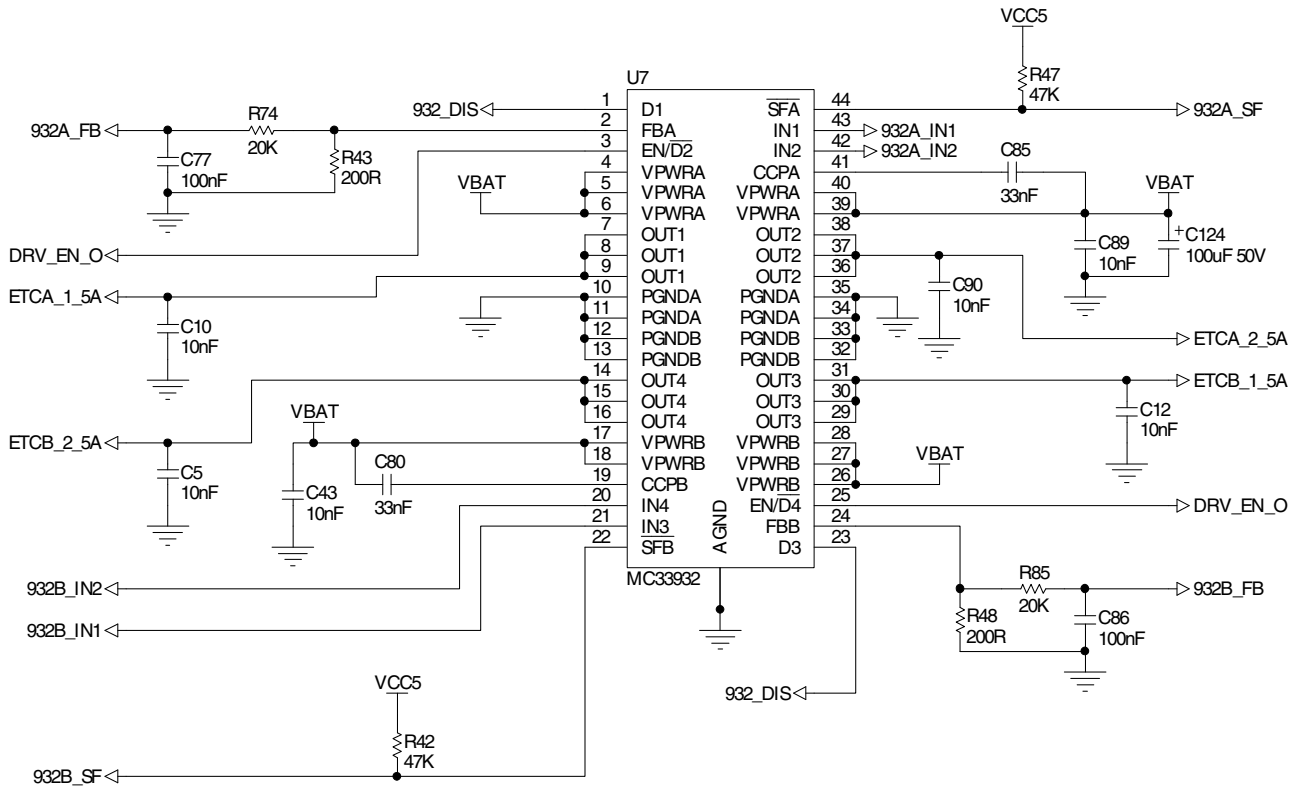 VCC5
R47
47K
U7
932_DIS
1 D1 SFA 44
932A_SF
932A_FB
R74
20K
2 FBA IN1 43
932A_IN1
3 EN/D2 IN2 42
932A_IN2
C77
100nF
R43
200R
4 VPWRA CCPA 41
C85
33nF
VBAT
5 VPWRA VPWRA 40
VBAT
6 VPWRA VPWRA 39
7 OUT1 OUT2 38
DRV_EN_O
8 OUT1 OUT2 37
C89
10nF
+
C124
100uF 50V
9 OUT1 OUT2 36
C90
10nF
ETCA_1_5A
10 PGNDA PGNDA 35
11 PGNDA PGNDA 34
C10
10nF
12 PGNDB PGNDB 33
ETCA_2_5A
13 PGNDB PGNDB 32
14 OUT4 OUT3 31
ETCB_1_5A
15 OUT4 OUT3 30
16 OUT4 OUT3 29
C12
10nF
VBAT
ETCB_2_5A
17 VPWRB VPWRB 28
18 VPWRB VPWRB 27
VBAT
C5
10nF
C80
33nF
19 CCPB VPWRB 26
C43
10nF
20 IN4 EN/D4 25
DRV_EN_O
21 IN3 FBB 24
22 SFB D3 23
AGND
MC33932
932B_IN2
R85
20K
932B_FB
R48
200R
C86
100nF
932B_IN1
VCC5
932_DIS
R42
47K
932B_SF